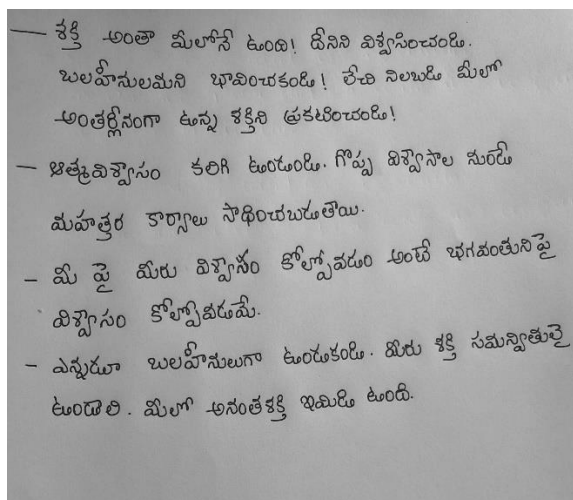 — శక్తి అంతా మీలోనే ఉంది! దీనిని విశ్వసించండి.
బలహీనులమని భావించకండి! లేచి నిలబడి మీలో
అంతర్లీనంగా ఉన్న శక్తిని ప్రకటించండి!
– ఆత్మవిశ్వాసం కలిగి ఉండండి. గొప్ప విశ్వాసాల నుండే
మహత్తర కార్యాలు సాధించబడుతాయి.
– మీ పై మీరు విశ్వాసం కోల్పోవడం అంటే భగవంతునిపై
విశ్వాసం కోల్పోవడమే.
– ఎన్నడూ బలహీనులుగా ఉండకండి. మీరు శక్తి సమన్వితులై
ఉండాలి. మీలో అనంతశక్తి ఇమిడి ఉంది.